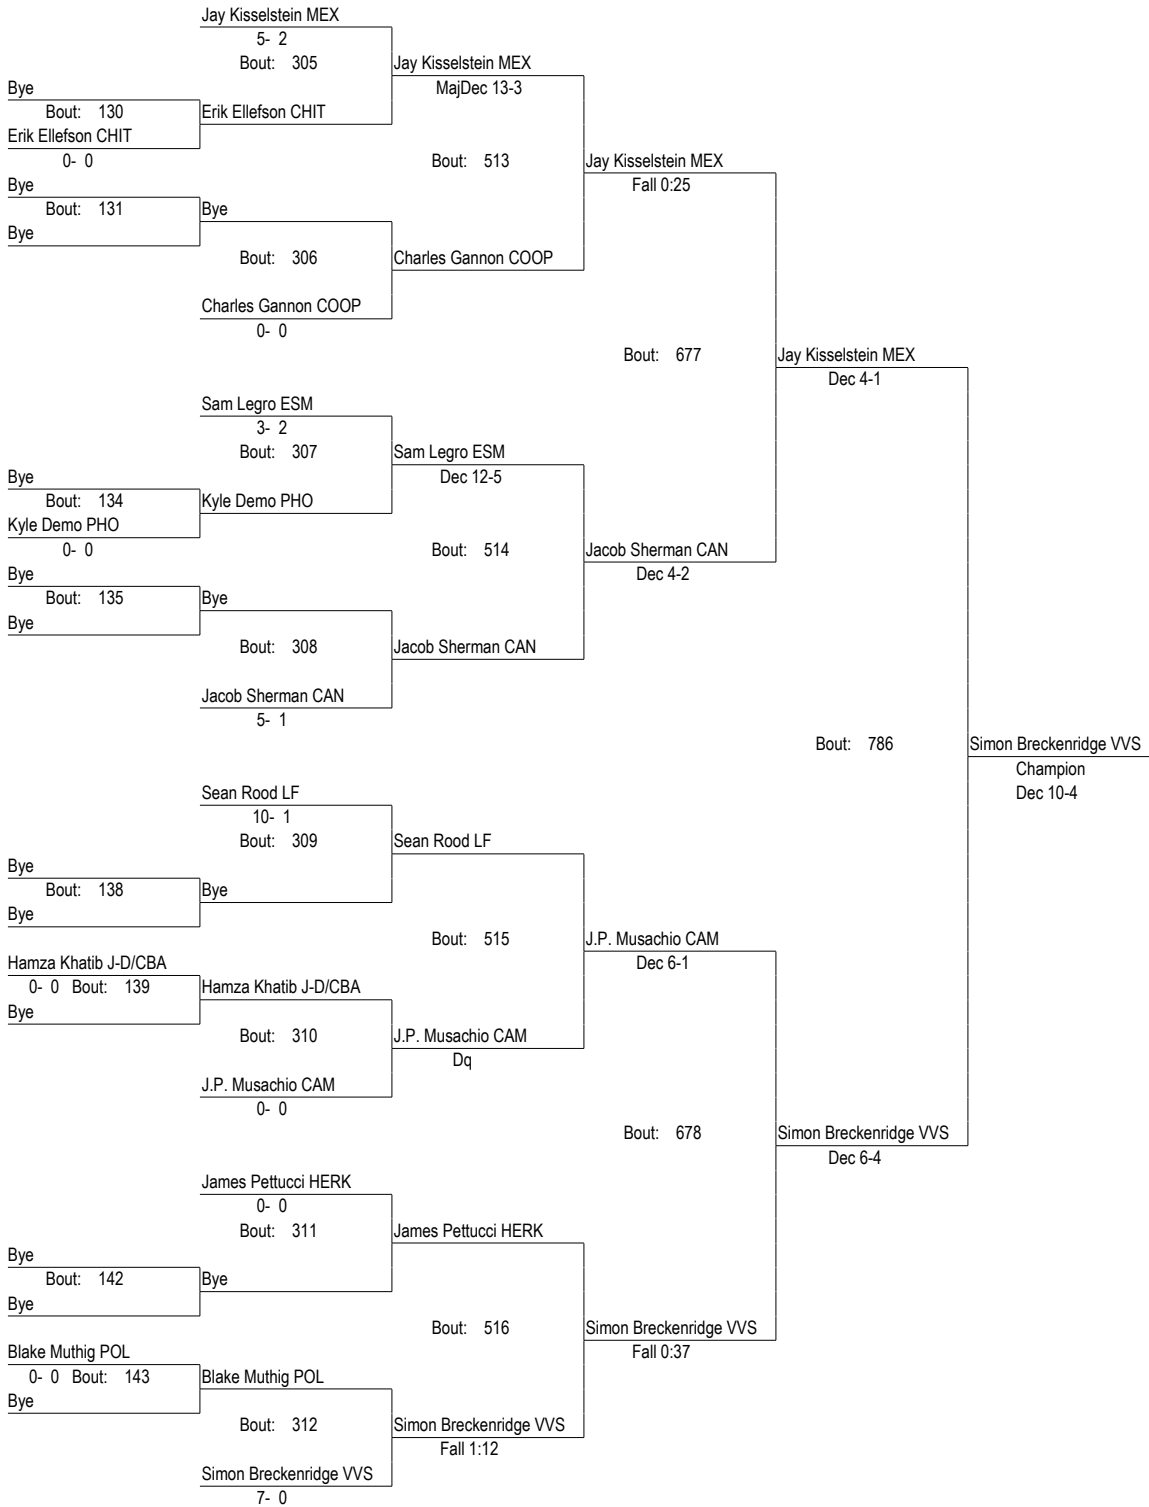 Jay Kisselstein MEX
5- 2
Bout: 305
Jay Kisselstein MEX
MajDec 13-3
Bye
Bout: 130
Erik Ellefson CHIT
Erik Ellefson CHIT
0- 0
Bout: 513
Jay Kisselstein MEX
Fall 0:25
Bye
Bout: 131
Bye
Bye
Bout: 306
Charles Gannon COOP
Charles Gannon COOP
0- 0
Bout: 677
Jay Kisselstein MEX
Dec 4-1
Sam Legro ESM
3- 2
Bout: 307
Sam Legro ESM
Dec 12-5
Bye
Bout: 134
Kyle Demo PHO
Kyle Demo PHO
0- 0
Bout: 514
Jacob Sherman CAN
Dec 4-2
Bye
Bout: 135
Bye
Bye
Bout: 308
Jacob Sherman CAN
Jacob Sherman CAN
5- 1
Bout: 786
Simon Breckenridge VVS
Champion
Dec 10-4
Sean Rood LF
10- 1
Bout: 309
Sean Rood LF
Bye
Bout: 138
Bye
Bye
Bout: 515
J.P. Musachio CAM
Dec 6-1
Hamza Khatib J-D/CBA
0- 0 Bout: 139
Hamza Khatib J-D/CBA
Bye
Bout: 310
J.P. Musachio CAM
Dq
J.P. Musachio CAM
0- 0
Bout: 678
Simon Breckenridge VVS
Dec 6-4
James Pettucci HERK
0- 0
Bout: 311
James Pettucci HERK
Bye
Bout: 142
Bye
Bye
Bout: 516
Simon Breckenridge VVS
Fall 0:37
Blake Muthig POL
0- 0 Bout: 143
Blake Muthig POL
Bye
Bout: 312
Simon Breckenridge VVS
Fall 1:12
Simon Breckenridge VVS
7- 0